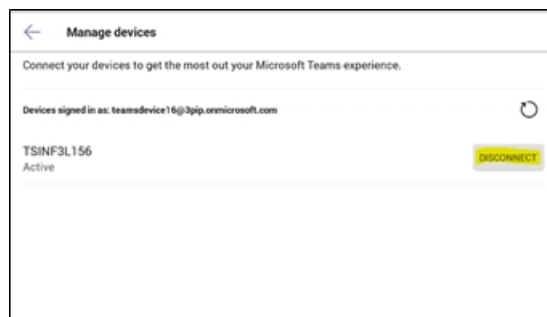 Manage devices
Connect your devices to get the most out your Microsoft Teams experience.
Devices signed in as: teamsdevice16@3pip.onmicrosoft.com
TSINF3L156
DISCONNECT
Active